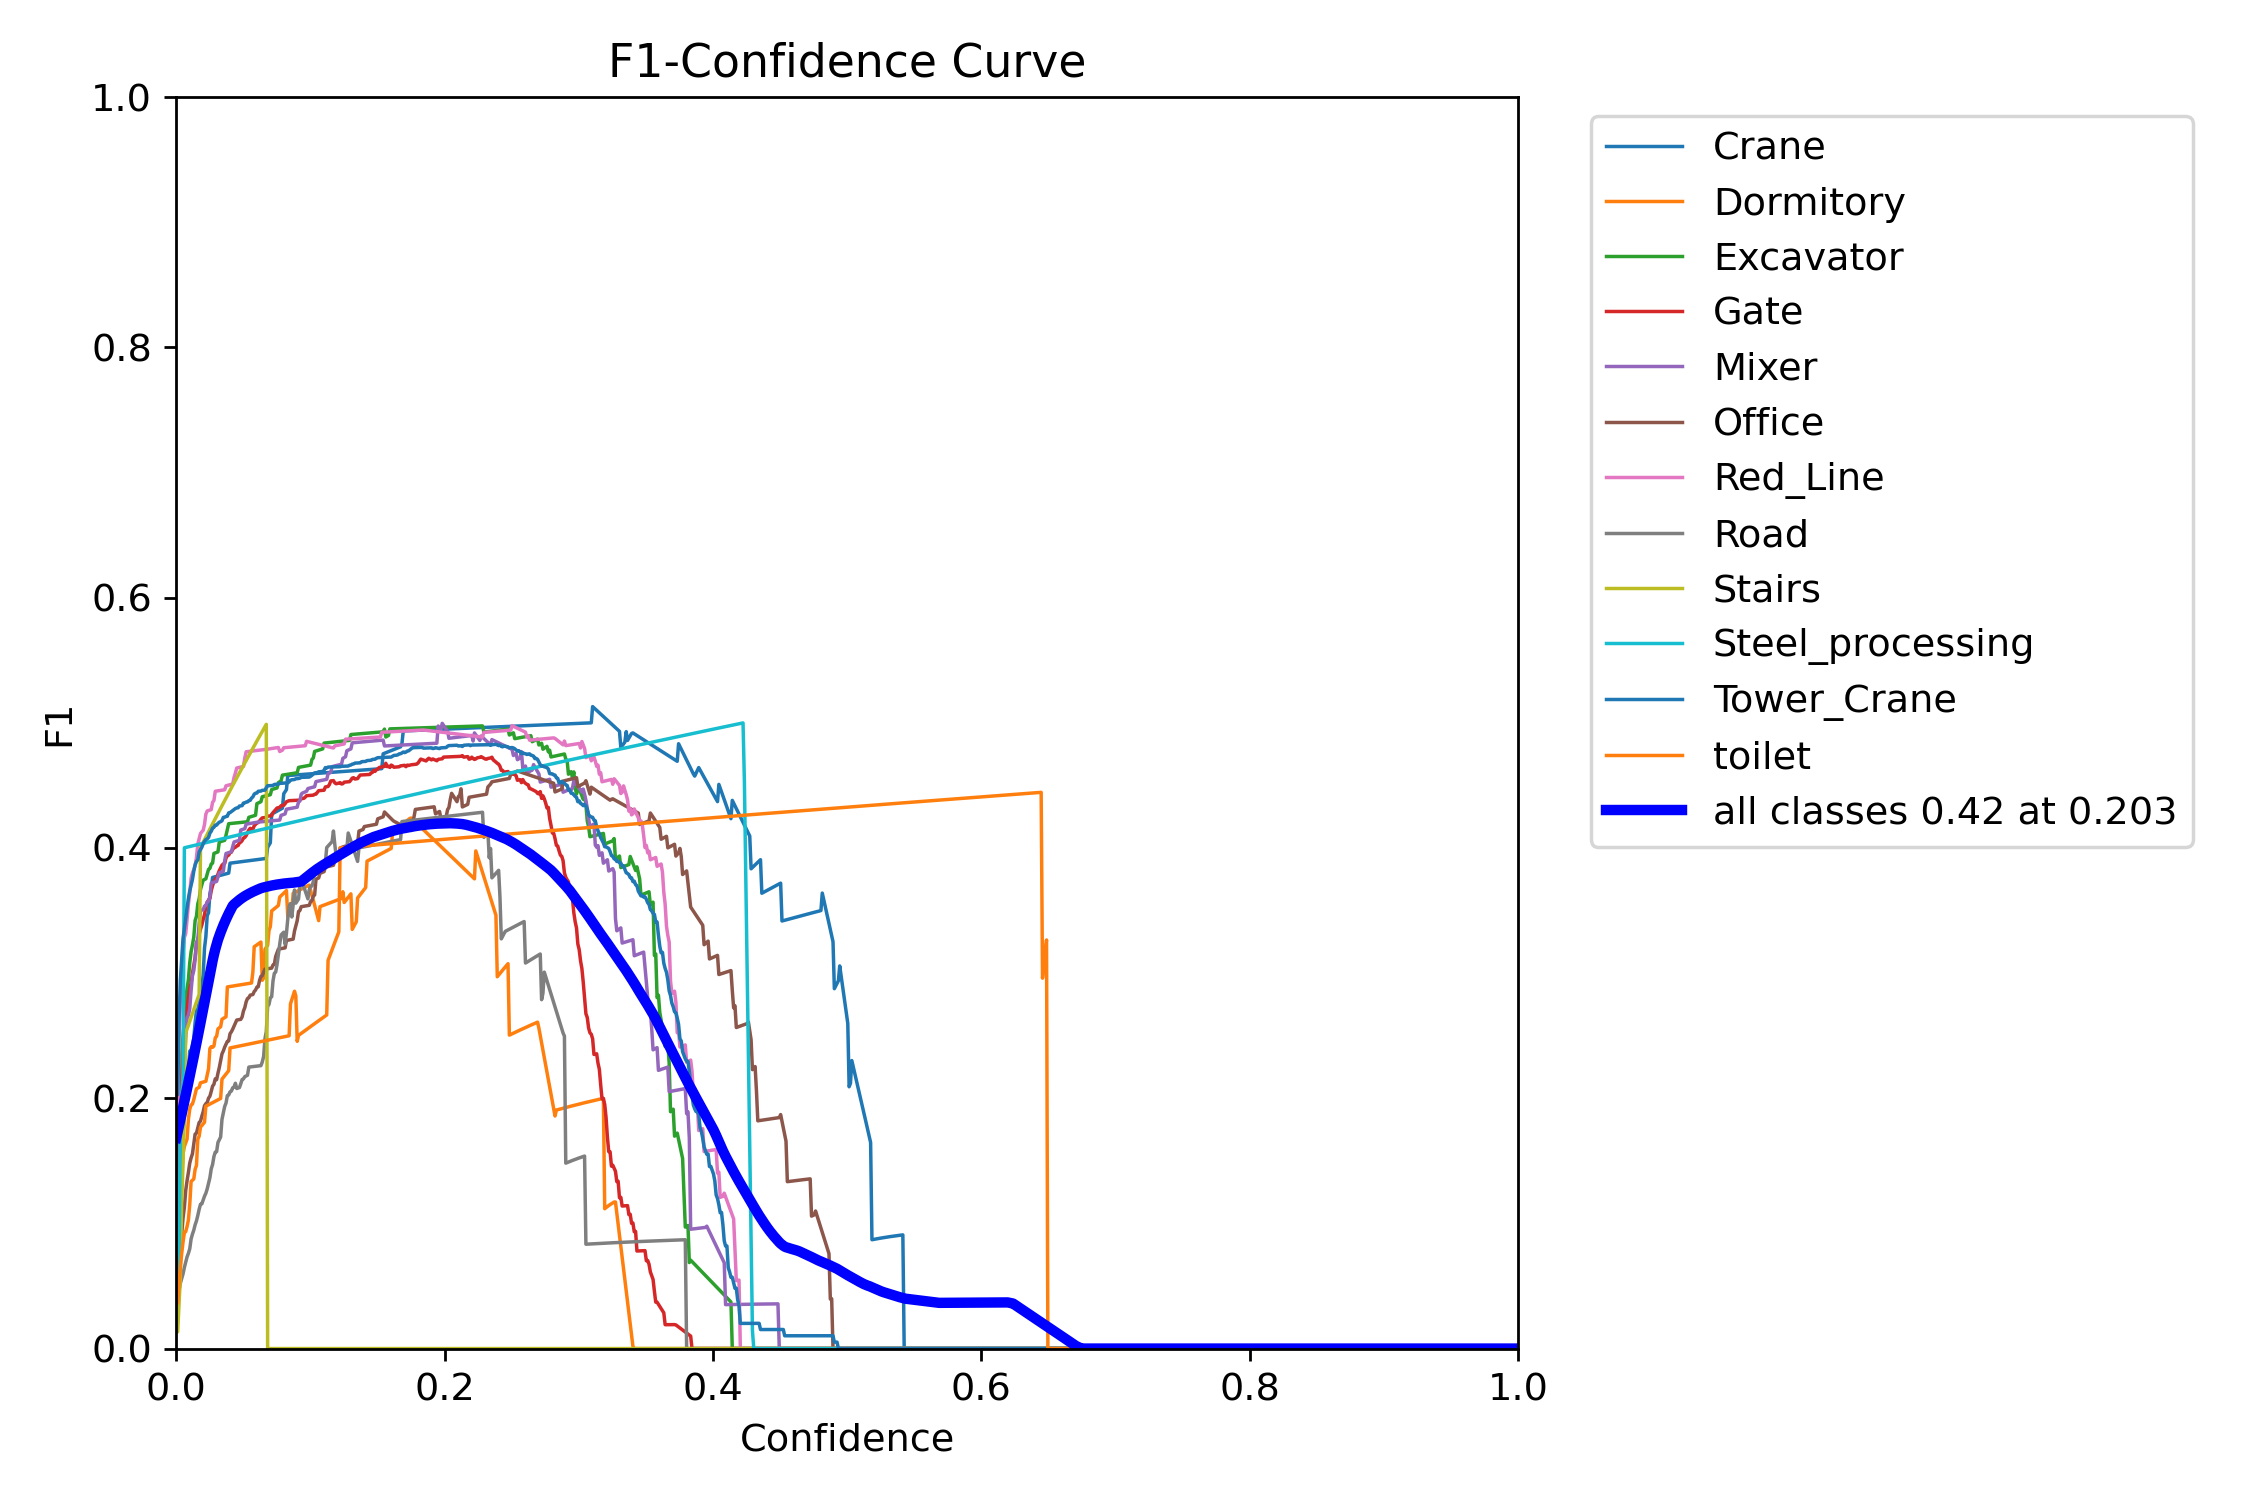 F1-Confidence Curve
1.0
0.8
0.6
0.4
0.2
0.0
F1
0.0 0.2 0.4 0.6 0.8 1.0
Confidence
Crane
Dormitory
Excavator
Gate
Mixer
Office
Red_Line
Road
Stairs
Steel_processing
Tower_Crane
toilet
all classes 0.42 at 0.203